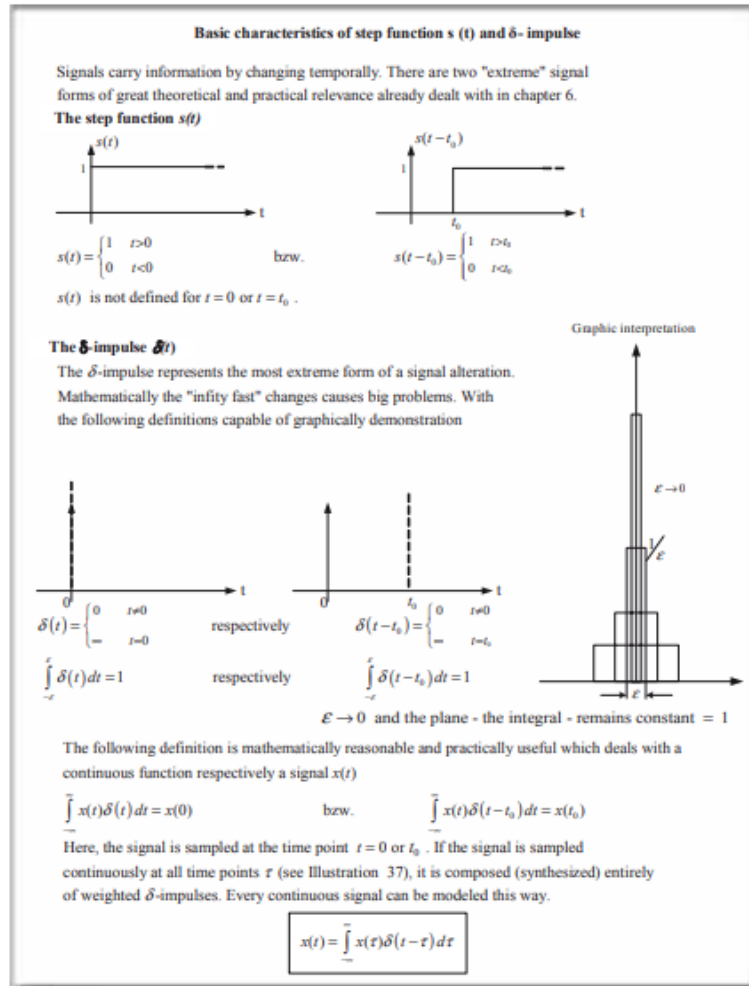 Basic characteristics of step function s (t) and δ- impulse
Signals carry information by changing temporally. There are two "extreme" signal
forms of great theoretical and practical relevance already dealt with in chapter 6.
The step function s(t)
s(t)
1
t
s(t−t₀)
1
t₀
t
s(t) = {1 t>0
0 t<0
bzw.
s(t−t₀) = {1 t>t₀
0 t<t₀
s(t) is not defined for t = 0 or t = t₀ .
Graphic interpretation
The δ-impulse δ(t)
The δ-impulse represents the most extreme form of a signal alteration.
Mathematically the "infity fast" changes causes big problems. With
the following definitions capable of graphically demonstration
ε→0
1/ε
0
t
0
t₀
t
δ(t) = {0 t≠0
∞ t=0
respectively
δ(t−t₀) = {0 t≠0
∞ t=t₀
∫_{-ε}^{ε} δ(t) dt = 1
respectively
∫_{-ε}^{ε} δ(t−t₀) dt = 1
ε
ε → 0 and the plane - the integral - remains constant = 1
The following definition is mathematically reasonable and practically useful which deals with a
continuous function respectively a signal x(t)
∫_{-∞}^{∞} x(t)δ(t) dt = x(0)
bzw.
∫_{-∞}^{∞} x(t)δ(t−t₀) dt = x(t₀)
Here, the signal is sampled at the time point t = 0 or t₀ . If the signal is sampled
continuously at all time points τ (see Illustration 37), it is composed (synthesized) entirely
of weighted δ-impulses. Every continuous signal can be modeled this way.
x(t) = ∫_{-∞}^{∞} x(τ)δ(t−τ) dτ